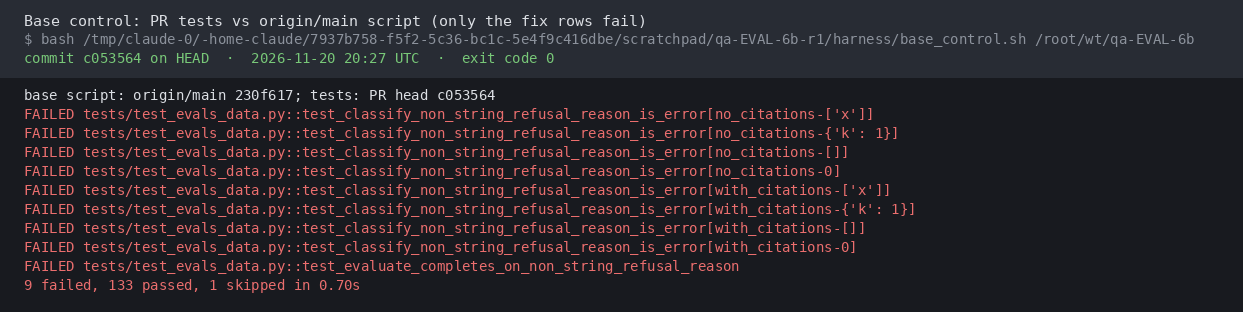 Base control: PR tests vs origin/main script (only the fix rows fail)
$ bash /tmp/claude-0/-home-claude/7937b758-f5f2-5c36-bc1c-5e4f9c416dbe/scratchpad/qa-EVAL-6b-r1/harness/base_control.sh /root/wt/qa-EVAL-6b
commit c053564 on HEAD · 2026-11-20 20:27 UTC · exit code 0
base script: origin/main 230f617; tests: PR head c053564
FAILED tests/test_evals_data.py::test_classify_non_string_refusal_reason_is_error[no_citations-['x']]
FAILED tests/test_evals_data.py::test_classify_non_string_refusal_reason_is_error[no_citations-{'k': 1}]
FAILED tests/test_evals_data.py::test_classify_non_string_refusal_reason_is_error[no_citations-[]]
FAILED tests/test_evals_data.py::test_classify_non_string_refusal_reason_is_error[no_citations-0]
FAILED tests/test_evals_data.py::test_classify_non_string_refusal_reason_is_error[with_citations-['x']]
FAILED tests/test_evals_data.py::test_classify_non_string_refusal_reason_is_error[with_citations-{'k': 1}]
FAILED tests/test_evals_data.py::test_classify_non_string_refusal_reason_is_error[with_citations-[]]
FAILED tests/test_evals_data.py::test_classify_non_string_refusal_reason_is_error[with_citations-0]
FAILED tests/test_evals_data.py::test_evaluate_completes_on_non_string_refusal_reason
9 failed, 133 passed, 1 skipped in 0.70s